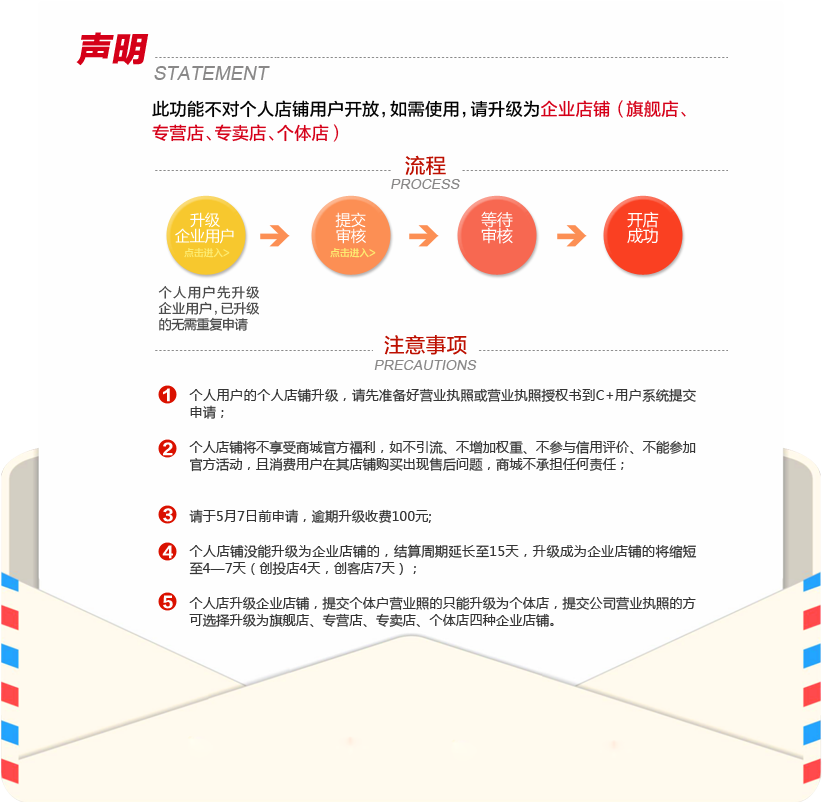 声明
STATEMENT
此功能不对个人店铺用户开放,如需使用,请升级为企业店铺（旗舰店、
专营店、专卖店、个体店）
流程
PROCESS
升级
企业用户
点击进入>
提交
审核
点击进入>
等待
审核
开店
成功
个人用户先升级
企业用户,已升级
的无需重复申请
注意事项
PRECAUTIONS
1 个人用户的个人店铺升级，请先准备好营业执照或营业执照授权书到C+用户系统提交
申请；
2 个人店铺将不享受商城官方福利，如不引流、不增加权重、不参与信用评价、不能参加
官方活动，且消费用户在其店铺购买出现售后问题，商城不承担任何责任；
3 请于5月7日前申请，逾期升级收费100元;
4 个人店铺没能升级为企业店铺的，结算周期延长至15天，升级成为企业店铺的将缩短
至4—7天（创投店4天，创客店7天）；
5 个人店升级企业店铺，提交个体户营业照的只能升级为个体店，提交公司营业执照的方
可选择升级为旗舰店、专营店、专卖店、个体店四种企业店铺。